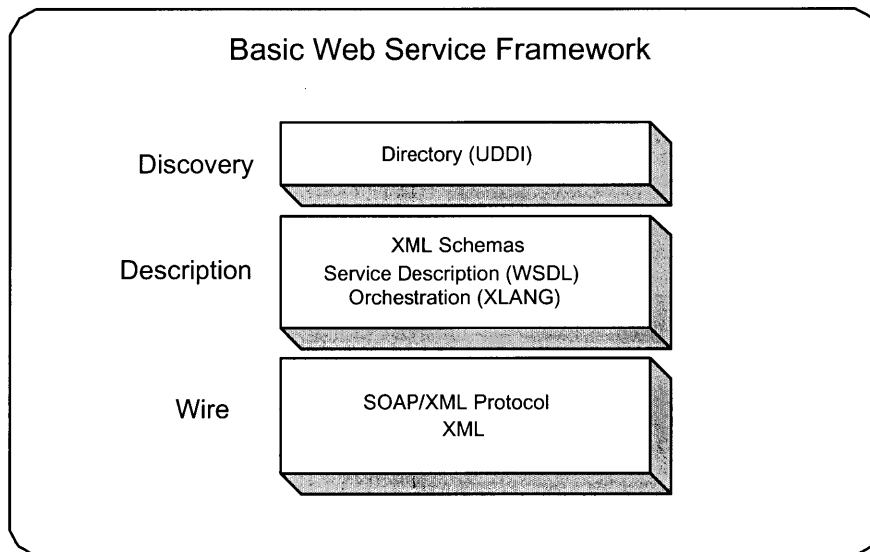 Basic Web Service Framework
Discovery
Directory (UDDI)
Description
XML Schemas
Service Description (WSDL)
Orchestration (XLANG)
Wire
SOAP/XML Protocol
XML